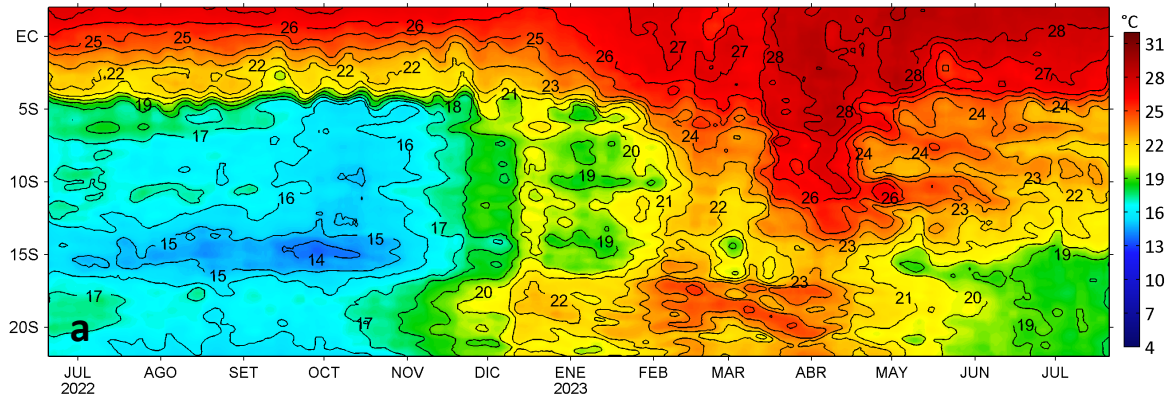 °C
EC
5S
10S
15S
20S
31
28
25
22
19
16
13
10
7
4
25 25 26 26 25 26 27 27 28 28 28 27
22 22 22 22 21 23 24 28 24 24
19 18 17 16 20 19 24 24
16 17 21 22 26 26 23 23 22
15 15 14 15 19 23 19
17 17 20 22 23 21 20 19
a
JUL AGO SET OCT NOV DIC ENE FEB MAR ABR MAY JUN JUL
2022 2023